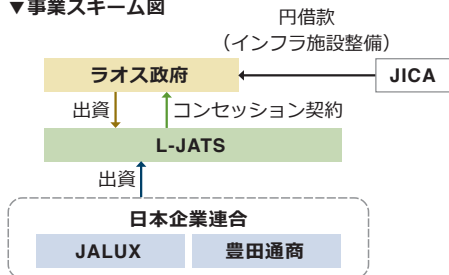 ▼事業スキーム図
円借款
（インフラ施設整備）
ラオス政府
JICA
出資
コンセッション契約
L-JATS
出資
日本企業連合
JALUX
豊田通商